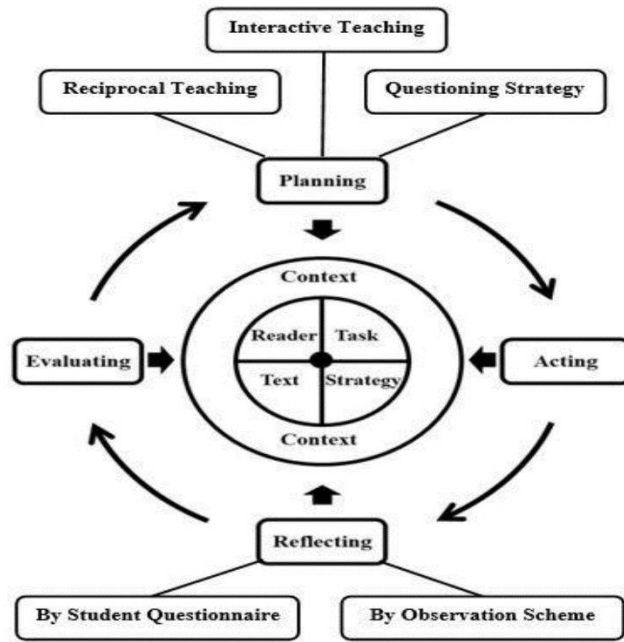 Interactive Teaching
Reciprocal Teaching
Questioning Strategy
Planning
Context
Reader
Task
Evaluating
Acting
Text
Strategy
Context
Reflecting
By Student Questionnaire
By Observation Scheme